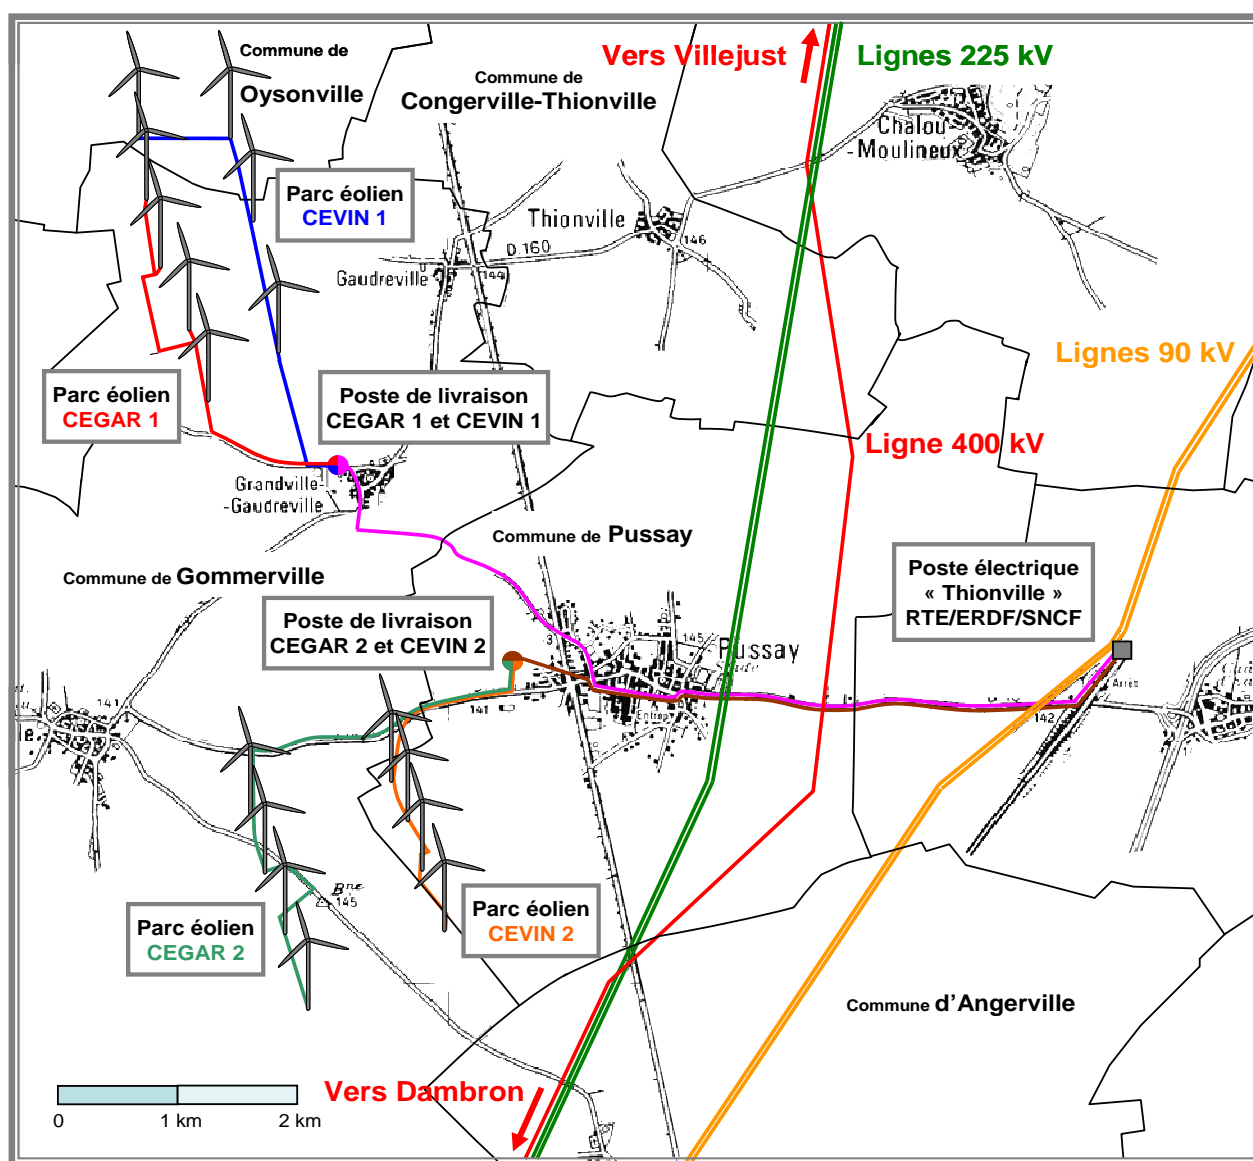 Commune de
Oysonville
Commune de
Congerville-Thionville
Vers Villejust
Lignes 225 kV
Chalou
-Moulineux
Parc éolien
CEVIN 1
Thionville
146
D.160
Gaudreville
144
Lignes 90 kV
Parc éolien
CEGAR 1
Poste de livraison
CEGAR 1 et CEVIN 1
Ligne 400 kV
Grandville-
-Gaudreville
Commune de Pussay
Commune de Gommerville
Poste électrique
« Thionville »
RTE/ERDF/SNCF
Poste de livraison
CEGAR 2 et CEVIN 2
145
Pussay
141
141
142
Parc éolien
CEGAR 2
Bne
145
Parc éolien
CEVIN 2
Commune d'Angerville
Vers Dambron
0 1 km 2 km